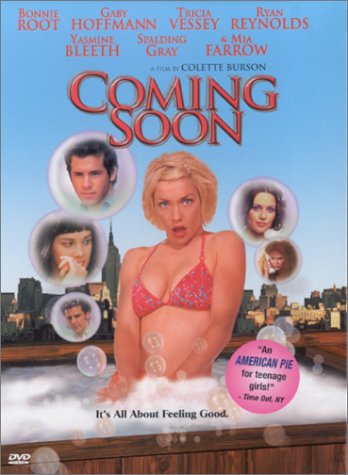 BONNIE ROOT GABY HOFFMANN TRICIA VESSEY RYAN REYNOLDS
YASMINE BLEETH SPALDING GRAY & MIA FARROW
A FILM BY COLETTE BURSON
COMING
SOON
"An
AMERICAN PIE
for teenage
girls!"
- Time Out, NY
It's All About Feeling Good.
DVD